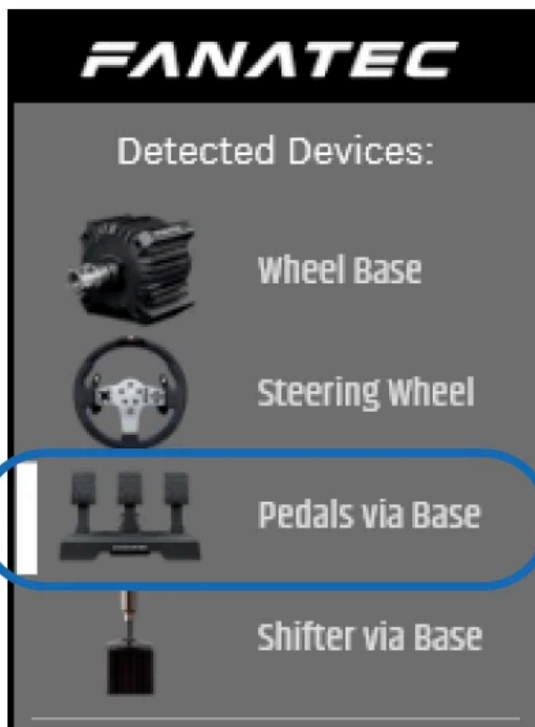 FANATEC
Detected Devices:
Wheel Base
Steering Wheel
Pedals via Base
Shifter via Base